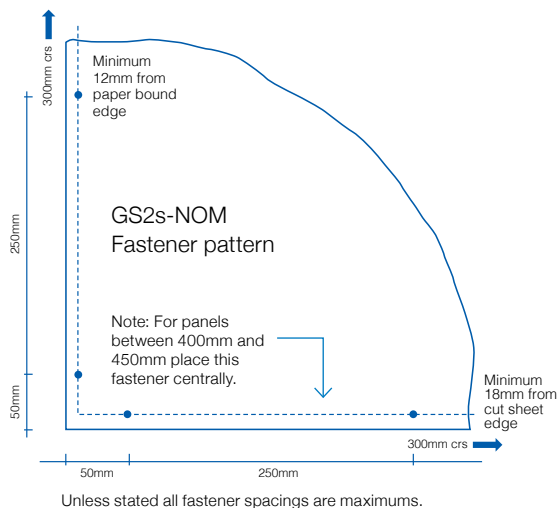 300mm crs
Minimum
12mm from
paper bound
edge
250mm
GS2s-NOM
Fastener pattern
Note: For panels
between 400mm and
450mm place this
fastener centrally.
50mm
Minimum
18mm from
cut sheet
edge
300mm crs
50mm
250mm
Unless stated all fastener spacings are maximums.